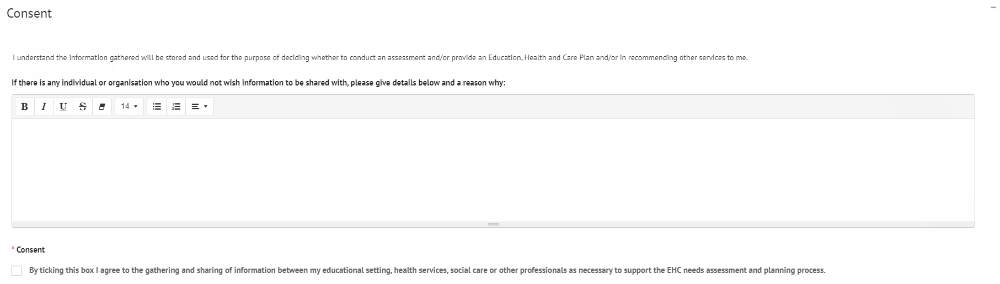 Consent
I understand the information gathered will be stored and used for the purpose of deciding whether to conduct an assessment and/or provide an Education, Health and Care Plan and/or in recommending other services to me.
If there is any individual or organisation who you would not wish information to be shared with, please give details below and a reason why:
B I U S 14
* Consent
By ticking this box I agree to the gathering and sharing of information between my educational setting, health services, social care or other professionals as necessary to support the EHC needs assessment and planning process.